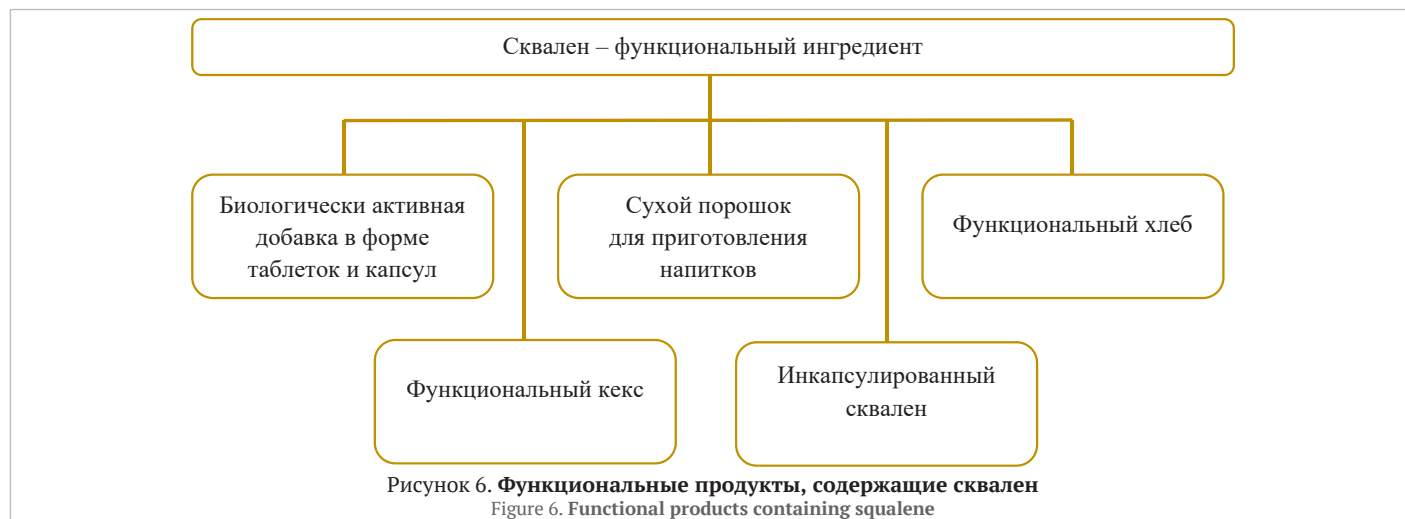 Сквален – функциональный ингредиент
Биологически активная
добавка в форме
таблеток и капсул
Сухой порошок
для приготовления
напитков
Функциональный хлеб
Функциональный кекс
Инкапсулированный
сквален
Рисунок 6. Функциональные продукты, содержащие сквален
Figure 6. Functional products containing squalene